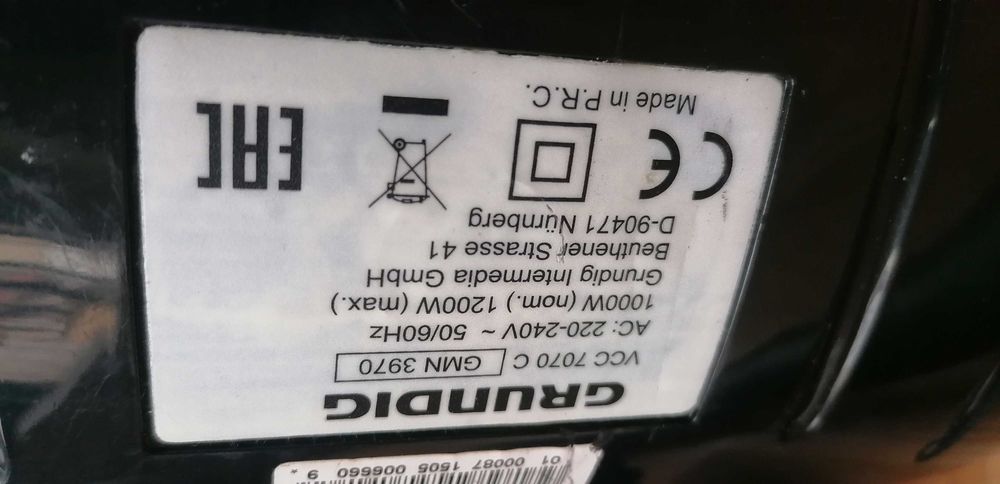 GRUNDIG
VCC 7070 C GMN 3970
AC: 220-240V ~ 50/60Hz
1000W (nom.) 1200W (max.)
Grundig Intermedia GmbH
Beuthener Strasse 41
D-90471 Nürnberg
CE EAC
Made in P.R.C.
01 00087 1505 006660 9 *